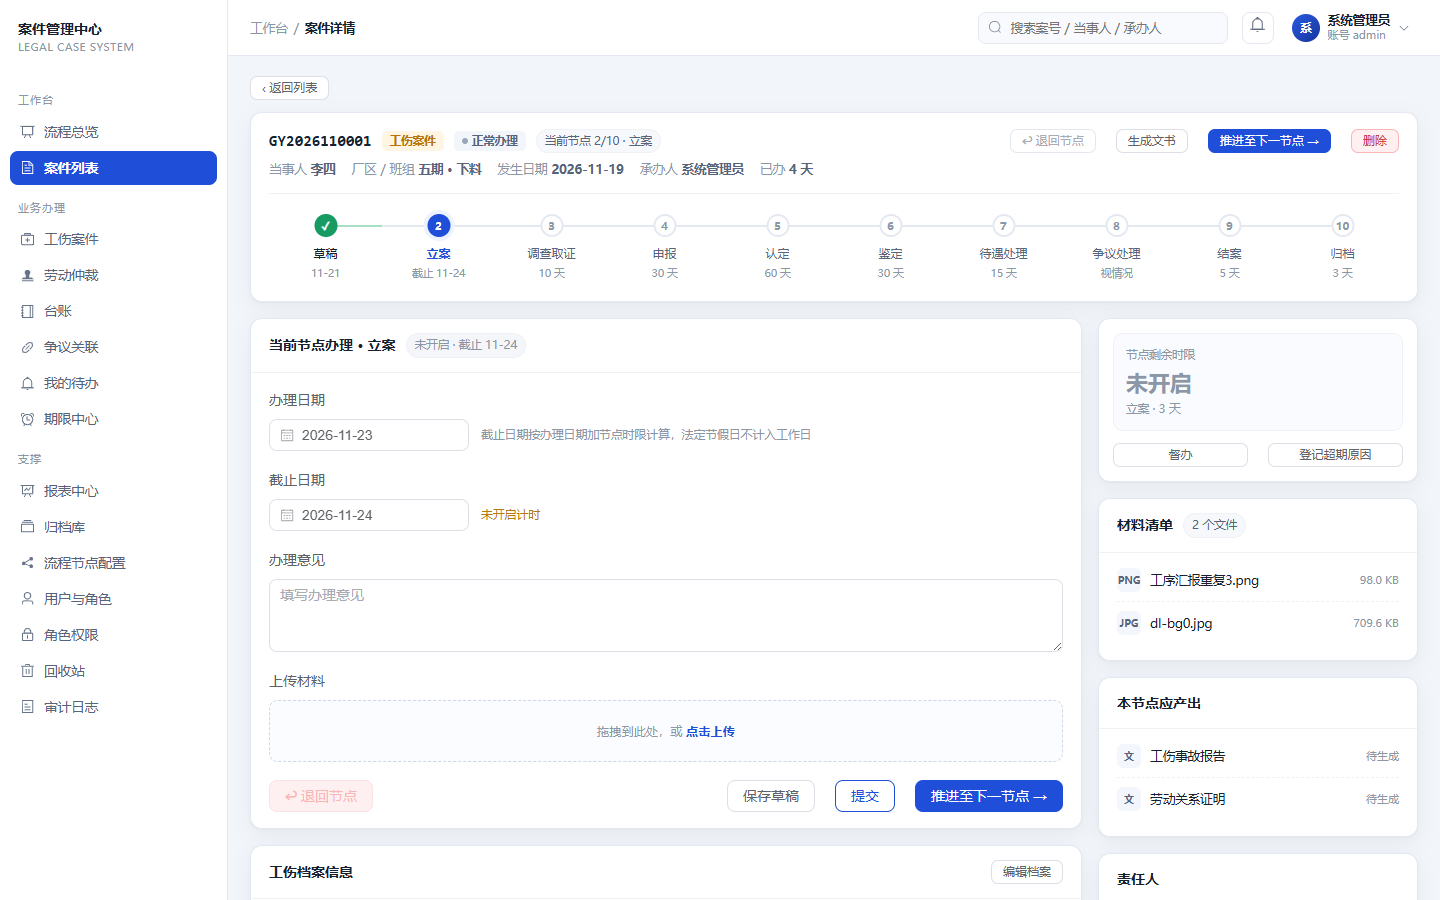 案件管理中心
LEGAL CASE SYSTEM
工作台
流程总览
案件列表
业务办理
工伤案件
劳动仲裁
台账
争议关联
我的待办
期限中心
支撑
报表中心
归档库
流程节点配置
用户与角色
角色权限
回收站
审计日志
工作台 / 案件详情
搜索案号 / 当事人 / 承办人
系
系统管理员
账号 admin
‹ 返回列表
GY2026110001 工伤案件 正常办理 当前节点 2/10 · 立案
↩ 退回节点 生成文书 推进至下一节点 → 删除
当事人 李四 厂区 / 班组 五期 • 下料 发生日期 2026-11-19 承办人 系统管理员 已办 4 天
✓ 2 3 4 5 6 7 8 9 10
草稿 立案 调查取证 申报 认定 鉴定 待遇处理 争议处理 结案 归档
11-21 截止 11-24 10 天 30 天 60 天 30 天 15 天 视情况 5 天 3 天
当前节点办理 • 立案 未开启 · 截止 11-24
办理日期
2026-11-23 截止日期按办理日期加节点时限计算，法定节假日不计入工作日
截止日期
2026-11-24 未开启计时
办理意见
填写办理意见
上传材料
拖拽到此处，或 点击上传
↩ 退回节点 保存草稿 提交 推进至下一节点 →
工伤档案信息 编辑档案
节点剩余时限
未开启
立案 · 3 天
督办 登记超期原因
材料清单 2 个文件
PNG 工序汇报重复3.png 98.0 KB
JPG dl-bg0.jpg 709.6 KB
本节点应产出
文 工伤事故报告 待生成
文 劳动关系证明 待生成
责任人